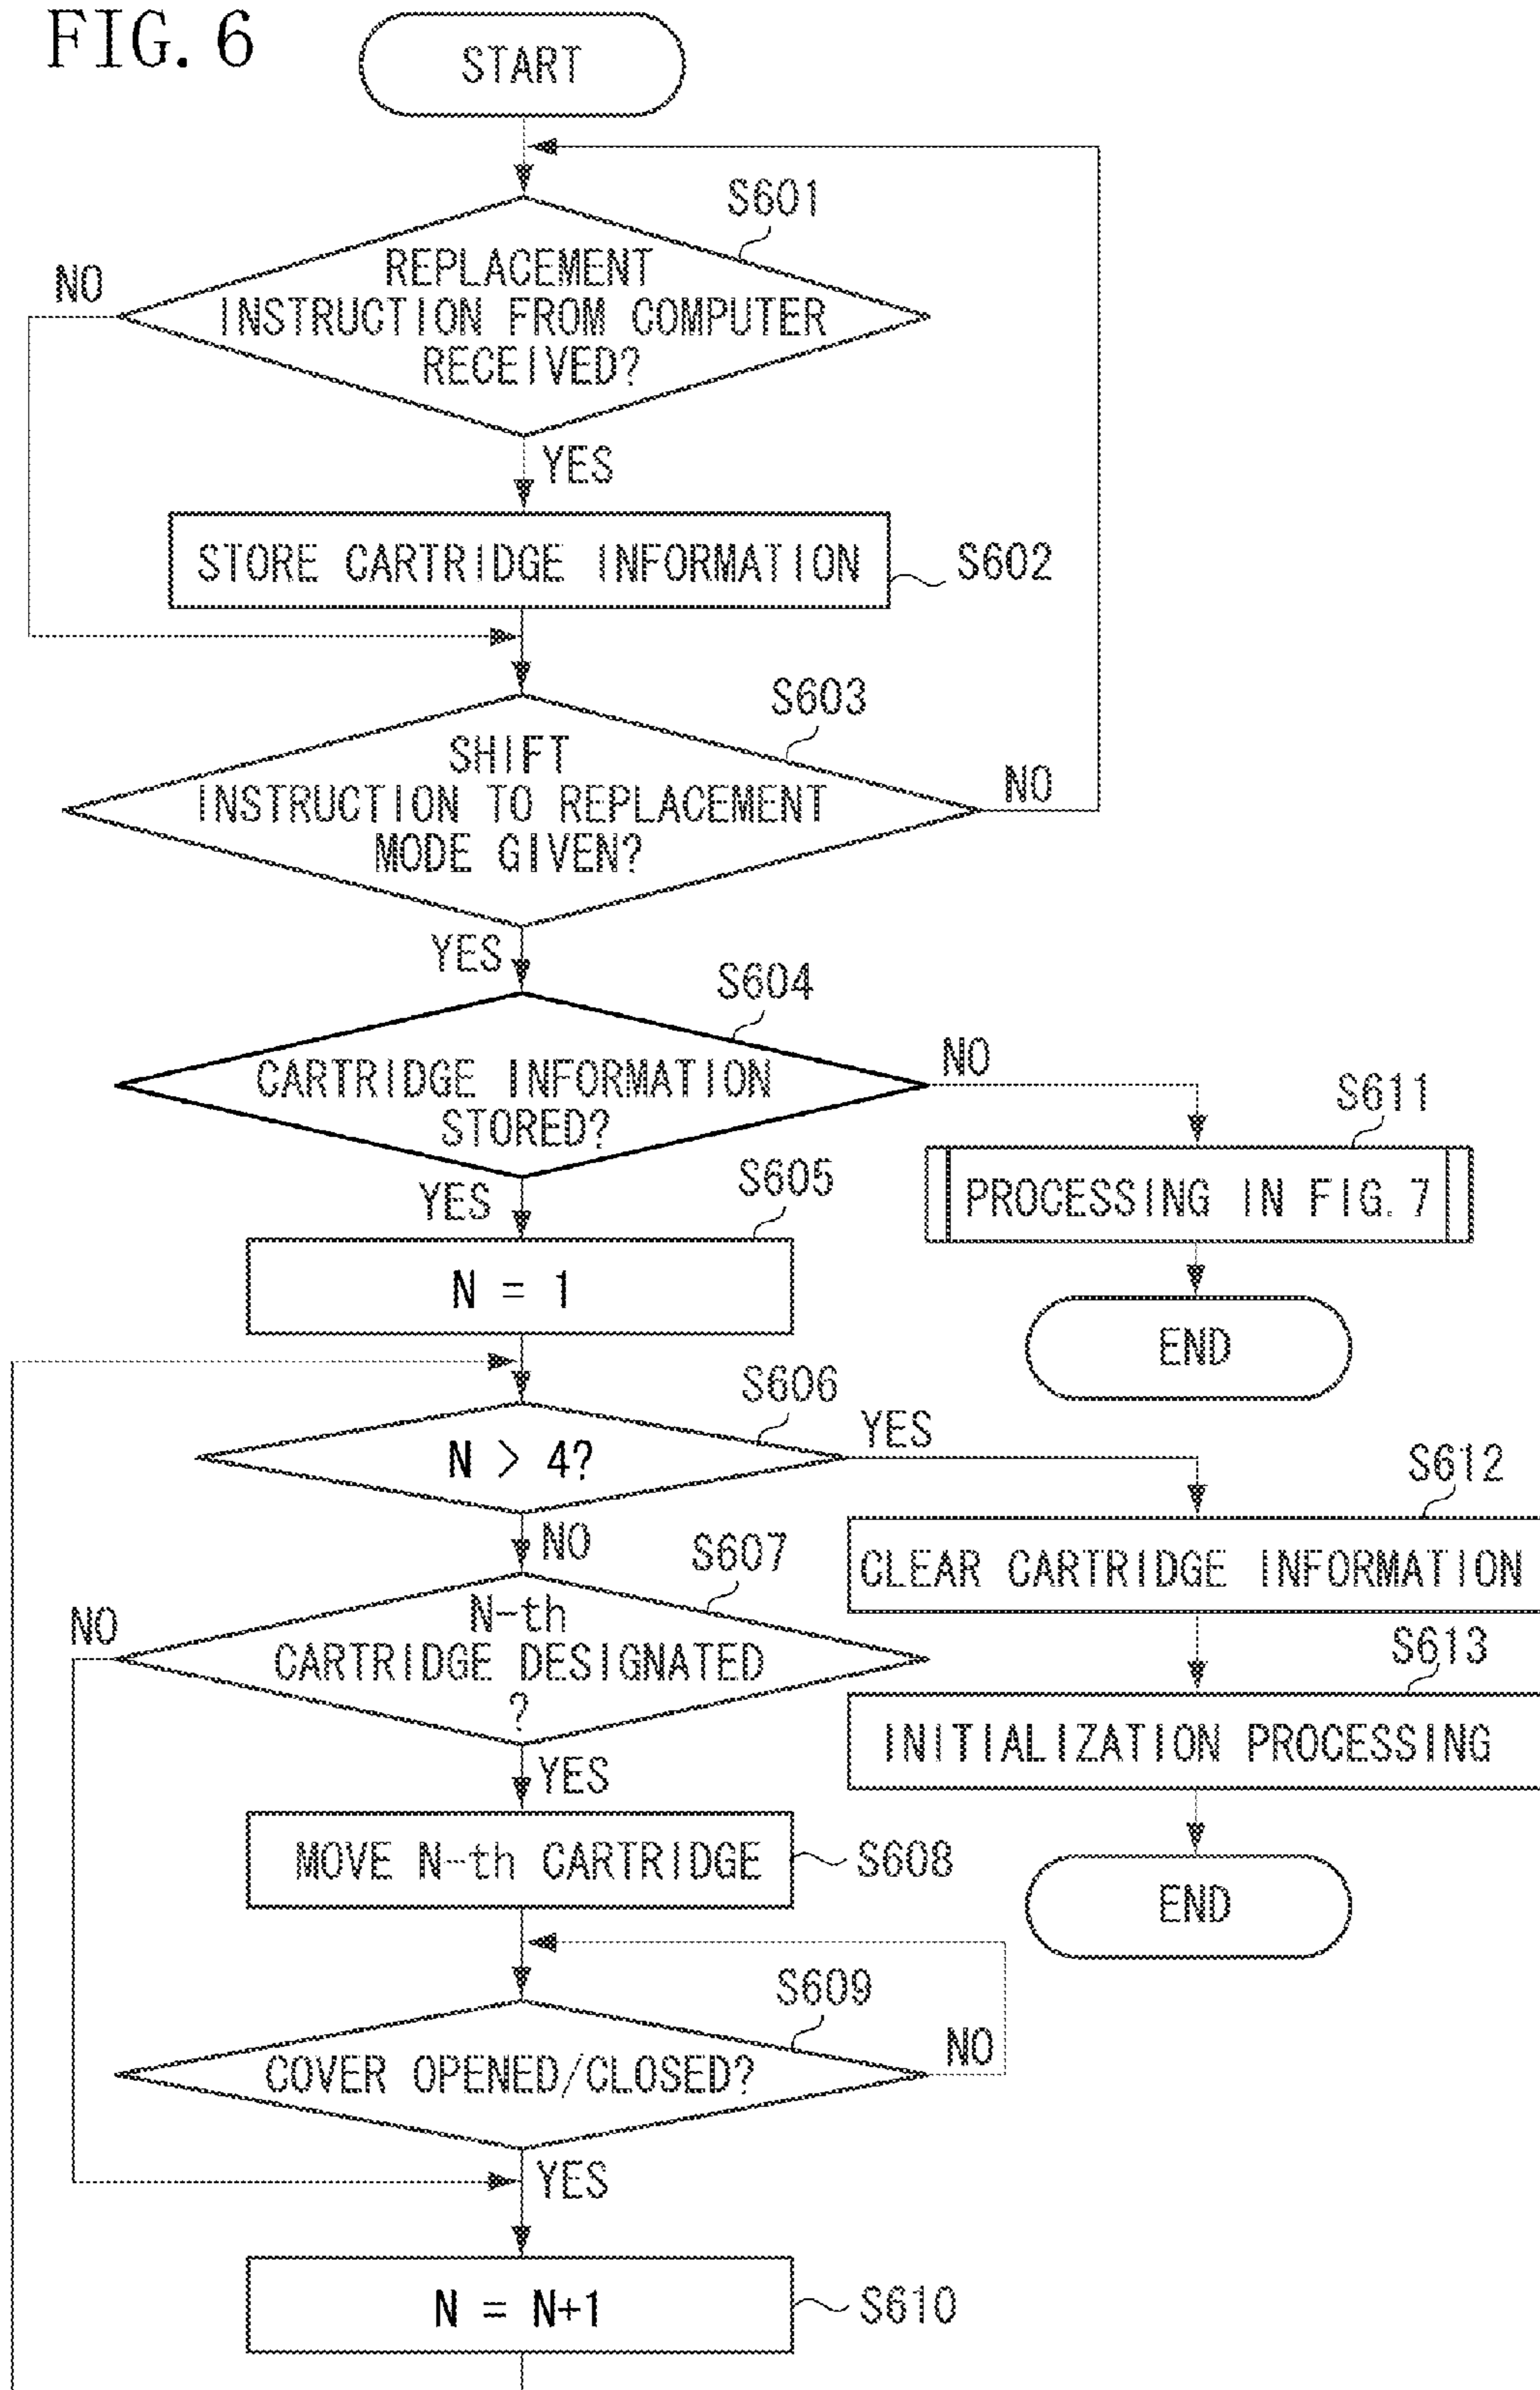 FIG. 6
START
S601
REPLACEMENT
INSTRUCTION FROM COMPUTER
RECEIVED?
NO
YES
STORE CARTRIDGE INFORMATION
S602
S603
SHIFT
INSTRUCTION TO REPLACEMENT
MODE GIVEN?
NO
YES
S604
CARTRIDGE INFORMATION
STORED?
NO
YES
S611
PROCESSING IN FIG. 7
END
S605
N = 1
S606
N > 4?
YES
NO
S612
CLEAR CARTRIDGE INFORMATION
S613
INITIALIZATION PROCESSING
END
S607
N-th
CARTRIDGE DESIGNATED
?
NO
YES
MOVE N-th CARTRIDGE
S608
S609
COVER OPENED/CLOSED?
NO
YES
N = N+1
S610